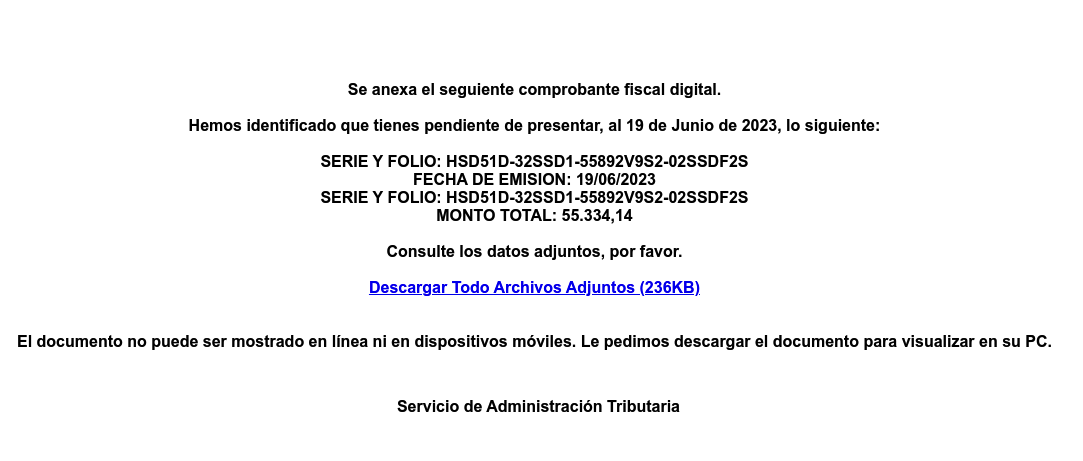 Se anexa el seguiente comprobante fiscal digital.
Hemos identificado que tienes pendiente de presentar, al 19 de Junio de 2023, lo siguiente:
SERIE Y FOLIO: HSD51D-32SSD1-55892V9S2-02SSDF2S
FECHA DE EMISION: 19/06/2023
SERIE Y FOLIO: HSD51D-32SSD1-55892V9S2-02SSDF2S
MONTO TOTAL: 55.334,14
Consulte los datos adjuntos, por favor.
Descargar Todo Archivos Adjuntos (236KB)
El documento no puede ser mostrado en línea ni en dispositivos móviles. Le pedimos descargar el documento para visualizar en su PC.
Servicio de Administración Tributaria